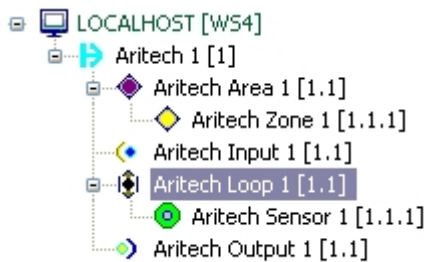 LOCALHOST [WS4]
Aritech 1 [1]
Aritech Area 1 [1.1]
Aritech Zone 1 [1.1.1]
Aritech Input 1 [1.1]
Aritech Loop 1 [1.1]
Aritech Sensor 1 [1.1.1]
Aritech Output 1 [1.1]